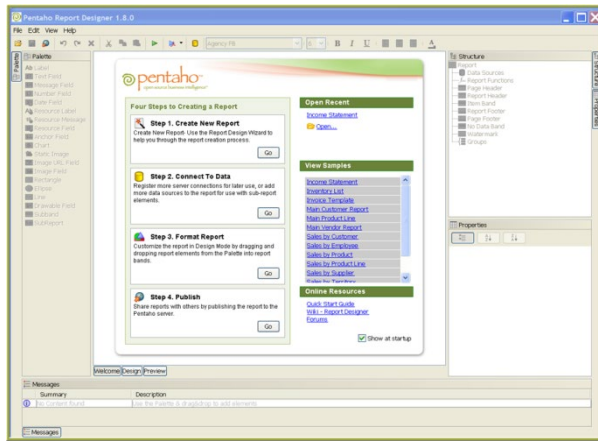 Pentaho Report Designer 1.8.0
File Edit View Help
Agency FB
B I U
Palette
Palette
Label
Text Field
Message Field
Number Field
Date Field
Resource Label
Resource Message
Resource Field
Anchor Field
Chart
Static Image
Image URL Field
Image Field
Rectangle
Ellipse
Line
Drawable Field
Subband
SubReport
pentaho
open source business intelligence
Four Steps to Creating a Report
Step 1. Create New Report
Create New Report- Use the Report Design Wizard to
help you through the report creation process.
Go
Step 2. Connect To Data
Register more server connections for later use, or add
more data sources to the report for use with sub-report
elements.
Go
Step 3. Format Report
Customize the report in Design Mode by dragging and
dropping report elements from the Palette into report
bands.
Go
Step 4. Publish
Share reports with others by publishing the report to the
Pentaho server.
Go
Open Recent
Income Statement
Open...
View Samples
Income Statement
Inventory List
Invoice Template
Main Customer Report
Main Product Line
Main Vendor Report
Sales by Customer
Sales by Employee
Sales by Product
Sales by Product Line
Sales by Supplier
Sales by Territory
Online Resources
Quick Start Guide
Wiki - Report Designer
Forums
Show at startup
Welcome Design Preview
Structure
Report
Data Sources
Report Functions
Page Header
Report Header
Item Band
Report Footer
Page Footer
No Data Band
Watermark
Groups
Structure
Properties
Properties
Messages
Summary Description
No Content found Use the Palette & drag&drop to add elements
Messages